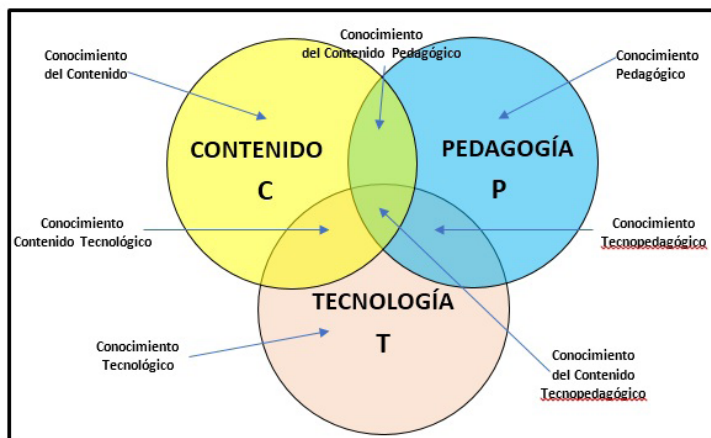 Conocimiento
del Contenido Pedagógico
Conocimiento
del Contenido
Conocimiento
Pedagógico
CONTENIDO
C
PEDAGOGÍA
P
Conocimiento
Contenido Tecnológico
Conocimiento
Tecnopedagógico
TECNOLOGÍA
T
Conocimiento
Tecnológico
Conocimiento
del Contenido
Tecnopedagógico